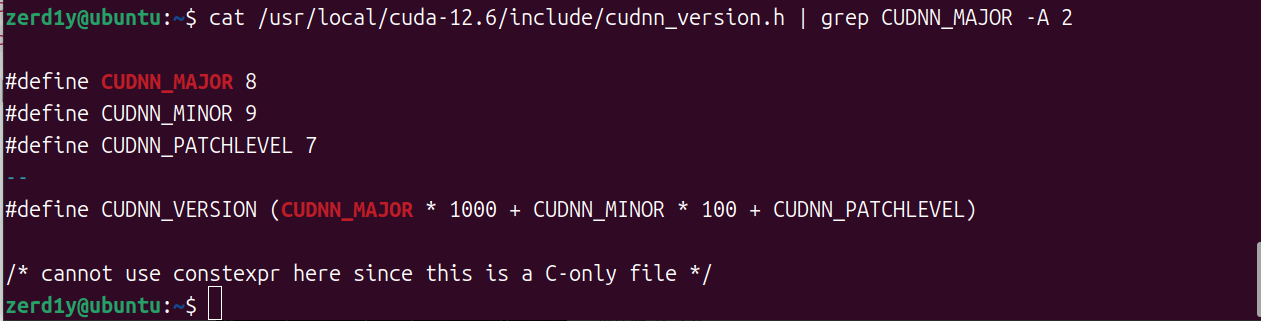 zerd1y@ubuntu:~$ cat /usr/local/cuda-12.6/include/cudnn_version.h | grep CUDNN_MAJOR -A 2
#define CUDNN_MAJOR 8
#define CUDNN_MINOR 9
#define CUDNN_PATCHLEVEL 7
--
#define CUDNN_VERSION (CUDNN_MAJOR * 1000 + CUDNN_MINOR * 100 + CUDNN_PATCHLEVEL)
/* cannot use constexpr here since this is a C-only file */
zerd1y@ubuntu:~$